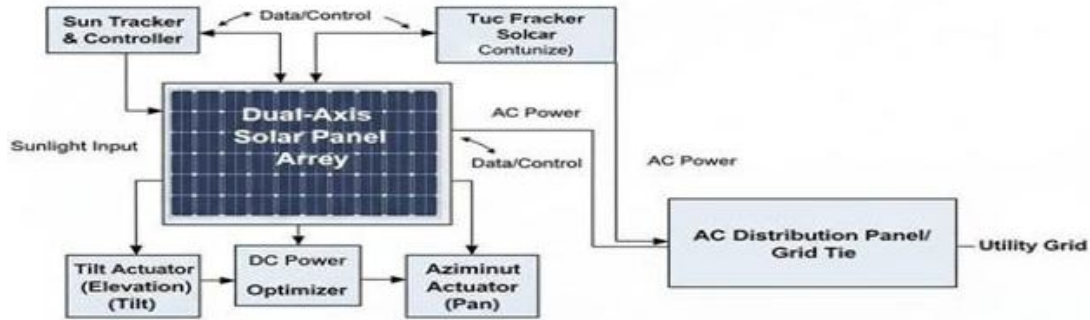 Sun Tracker
& Controller
Data/Control
Tuc Fracker
Solcar
Contunize)
Dual-Axis
Solar Panel
Arrey
Sunlight Input
AC Power
Data/Control
AC Power
Tilt Actuator
(Elevation)
(Tilt)
DC Power
Optimizer
Aziminut
Actuator
(Pan)
AC Distribution Panel/
Grid Tie
Utility Grid